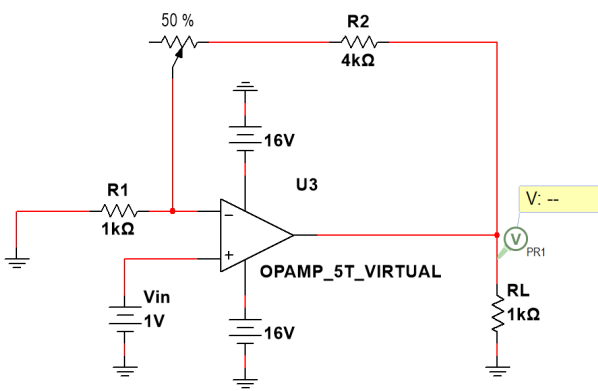 50 %
R2
4kΩ
16V
U3
R1
1kΩ
V: --
V
PR1
−
+
OPAMP_5T_VIRTUAL
Vin
1V
16V
RL
1kΩ